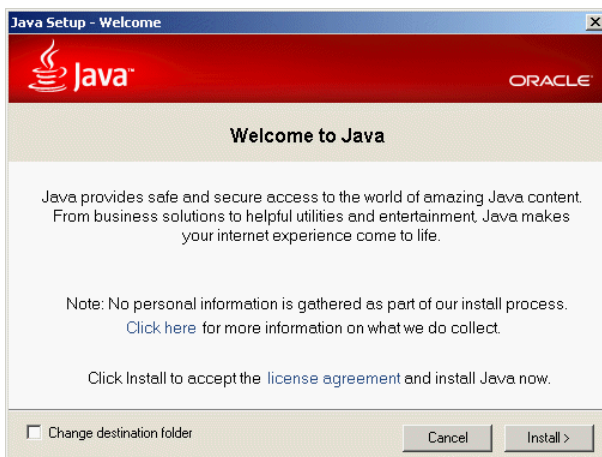 Java Setup - Welcome
Java™
ORACLE
Welcome to Java
Java provides safe and secure access to the world of amazing Java content.
From business solutions to helpful utilities and entertainment, Java makes
your internet experience come to life.
Note: No personal information is gathered as part of our install process.
Click here for more information on what we do collect.
Click Install to accept the license agreement and install Java now.
Change destination folder
Cancel
Install >